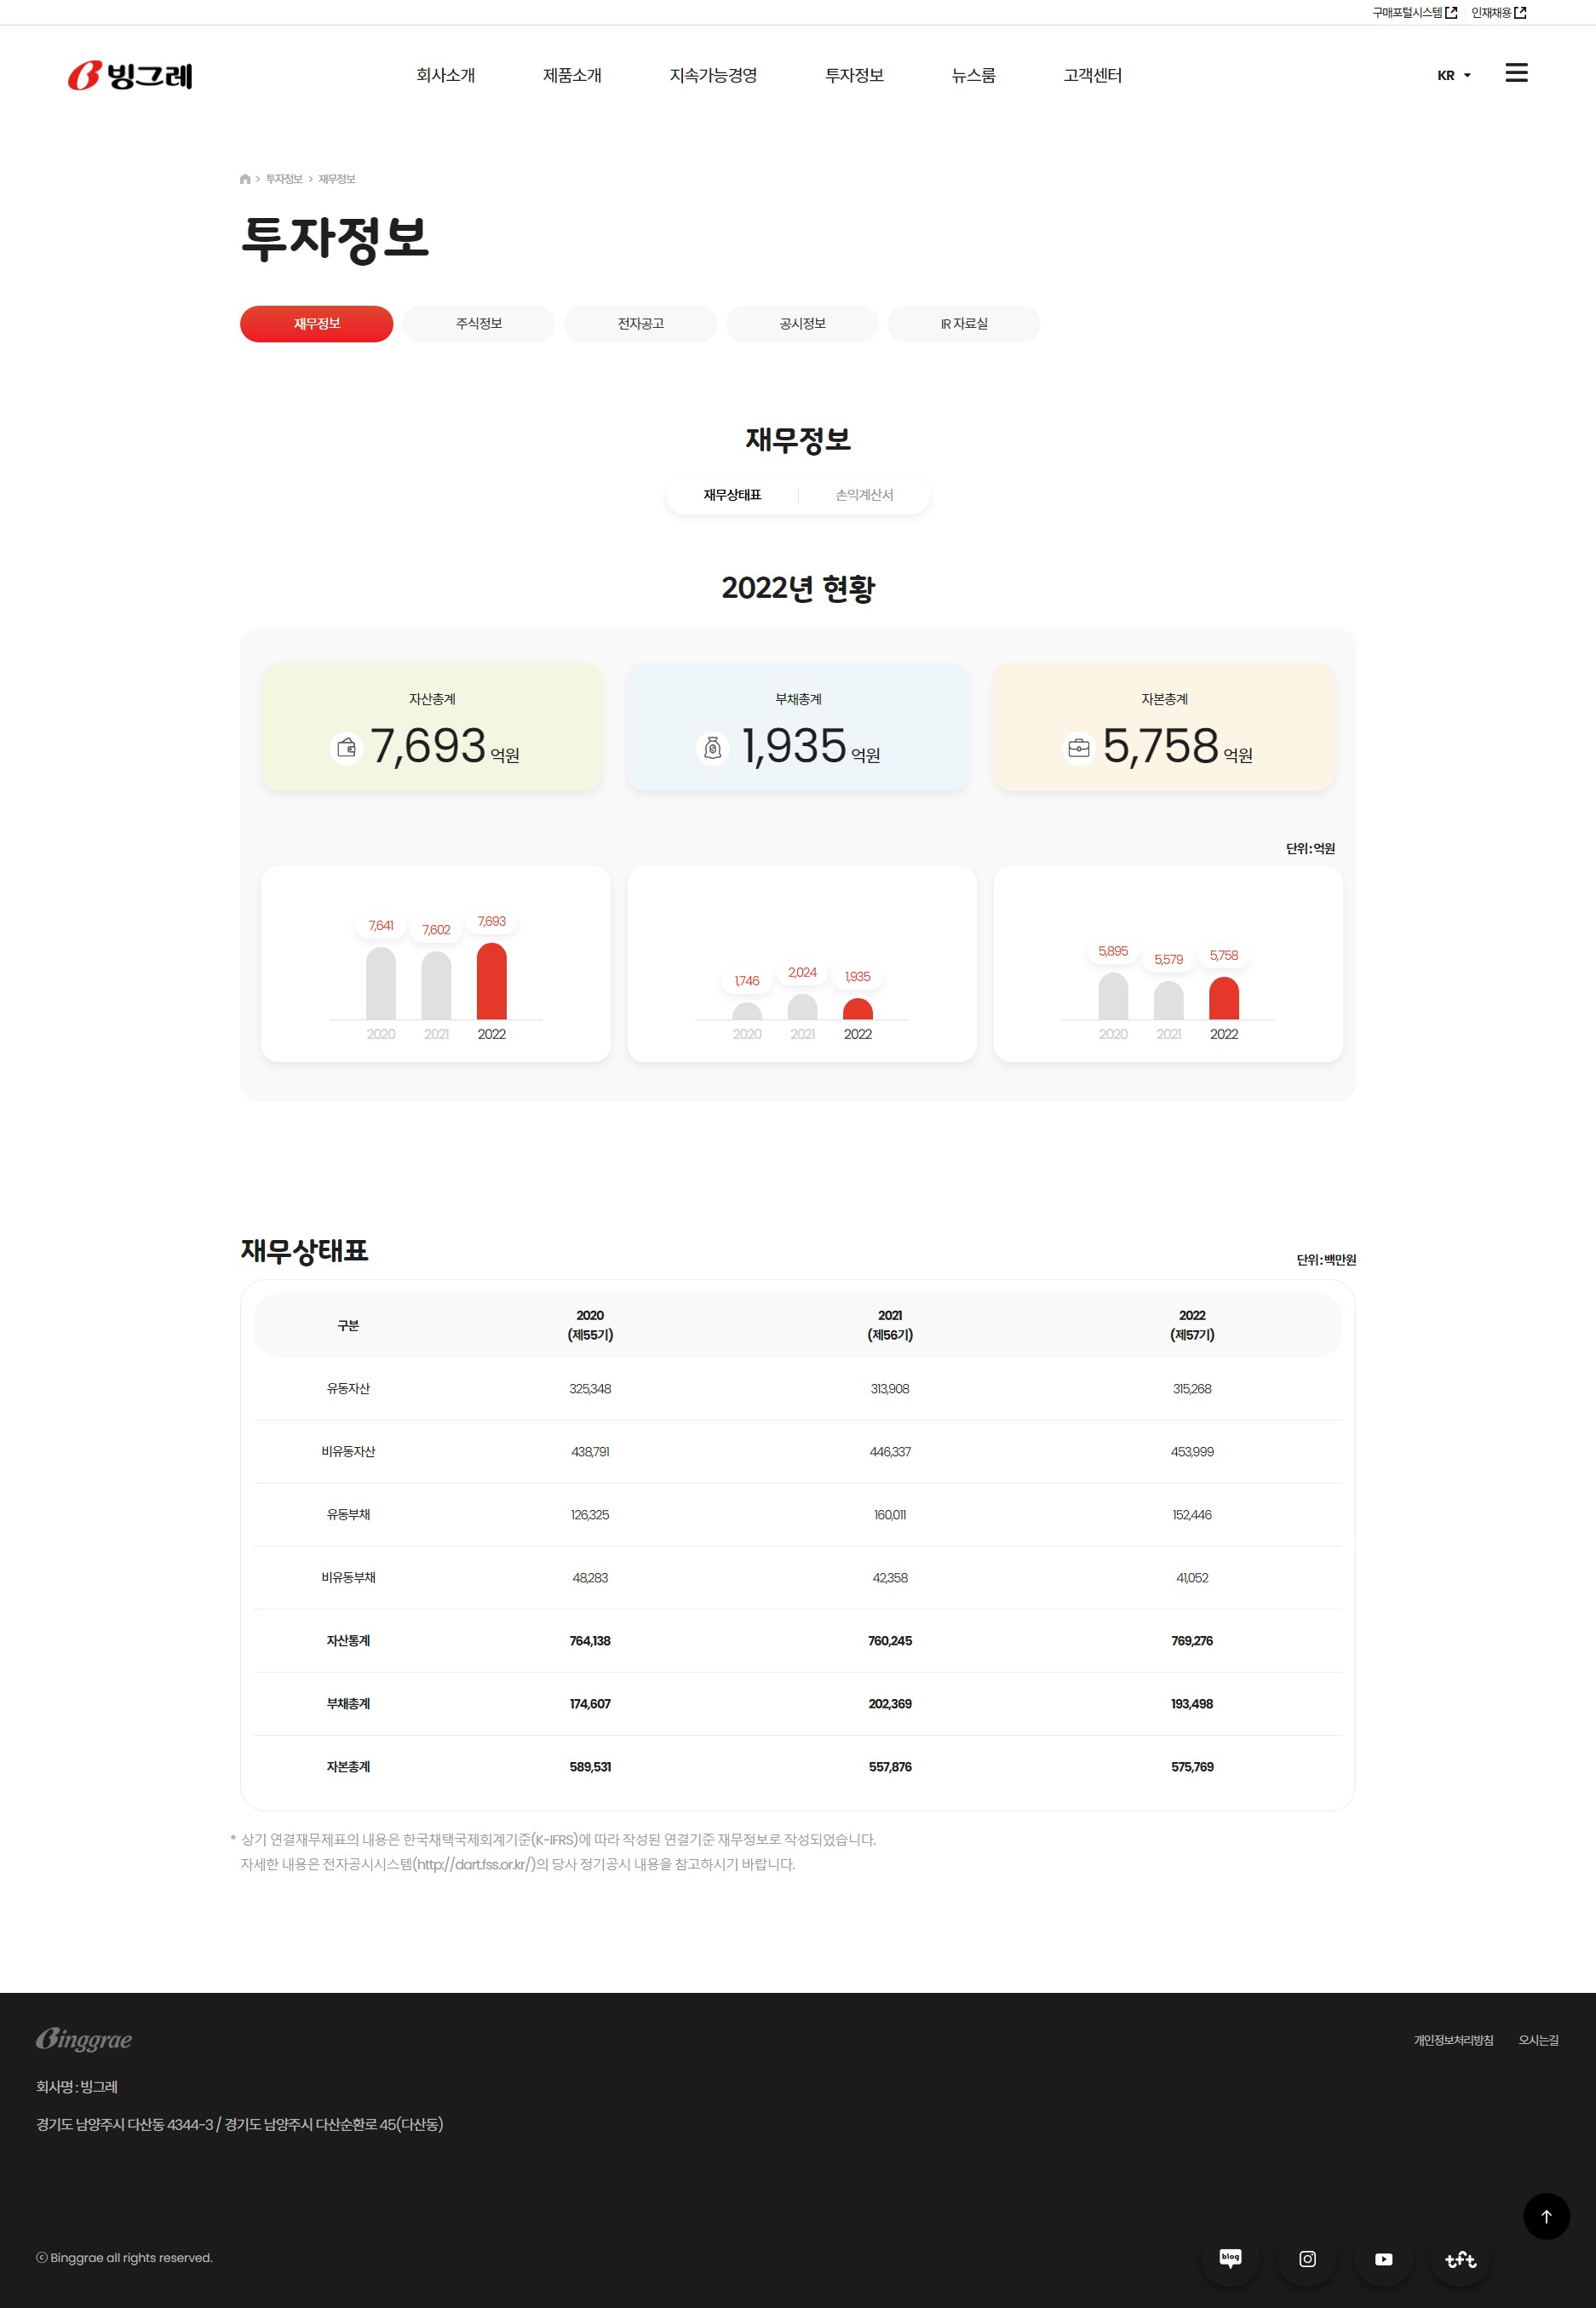 구매포털시스템 인재채용
빙그레
회사소개 제품소개 지속가능경영 투자정보 뉴스룸 고객센터 KR
투자정보 재무정보
투자정보
재무정보 주식정보 전자공고 공시정보 IR 자료실
재무정보
재무상태표 손익계산서
2022년 현황
자산총계 부채총계 자본총계
7,693 억원 1,935 억원 5,758 억원
단위:억원
7,641 7,602 7,693 1,746 2,024 1,935 5,895 5,579 5,758
2020 2021 2022 2020 2021 2022 2020 2021 2022
재무상태표
단위:백만원
구분 2020 2021 2022
(제55기) (제56기) (제57기)
유동자산 325,348 313,908 315,268
비유동자산 438,791 446,337 453,999
유동부채 126,325 160,011 152,446
비유동부채 48,283 42,358 41,052
자산통계 764,138 760,245 769,276
부채총계 174,607 202,369 193,498
자본총계 589,531 557,876 575,769
* 상기 연결재무제표의 내용은 한국채택국제회계기준(K-IFRS)에 따라 작성된 연결기준 재무정보로 작성되었습니다.
자세한 내용은 전자공시시스템(http://dart.fss.or.kr/)의 당사 정기공시 내용을 참고하시기 바랍니다.
Binggrae
개인정보처리방침 오시는길
회사명 : 빙그레
경기도 남양주시 다산동 4344-3 / 경기도 남양주시 다산순환로 45(다산동)
ⓒ Binggrae all rights reserved.
blog
tft